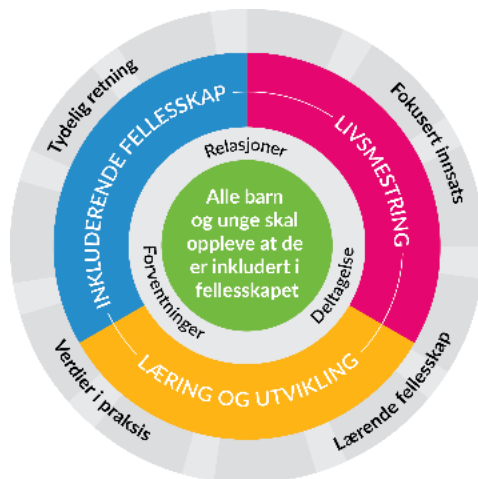 Tydelig retning
Fokusert innsats
INKLUDERENDE FELLESSKAP
LIVSMESTRING
Relasjoner
Alle barn
og unge skal
oppleve at de
er inkludert i
fellesskapet
Forventninger
Deltagelse
LÆRING OG UTVIKLING
Verdier i praksis
Lærende fellesskap